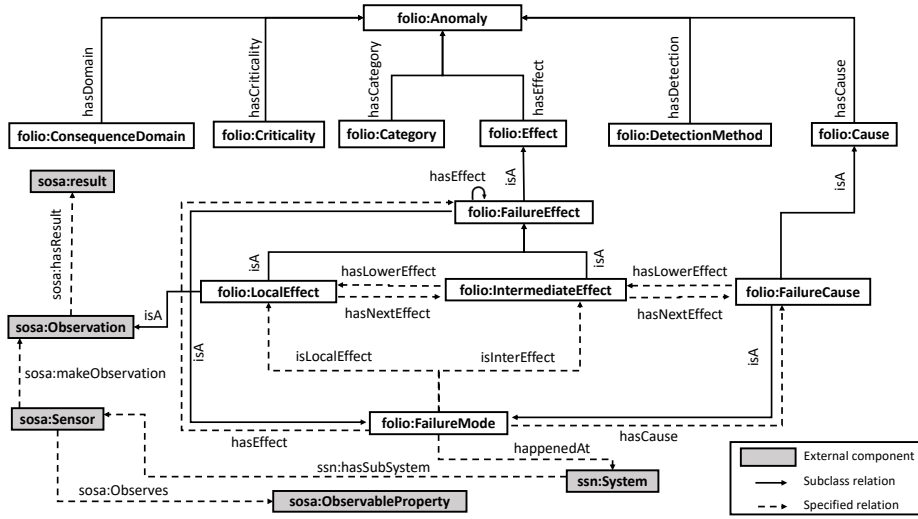 folio:Anomaly
hasDomain
hasCriticality
hasCategory
hasEffect
hasDetection
hasCause
folio:ConsequenceDomain
folio:Criticality
folio:Category
folio:Effect
folio:DetectionMethod
folio:Cause
sosa:result
hasEffect
isA
isA
folio:FailureEffect
sosa:hasResult
isA
isA
hasLowerEffect
hasLowerEffect
folio:LocalEffect
folio:IntermediateEffect
folio:FailureCause
hasNextEffect
hasNextEffect
isA
sosa:Observation
isA
isLocalEffect
isInterEffect
isA
sosa:makeObservation
sosa:Sensor
folio:FailureMode
hasEffect
happenedAt
hasCause
ssn:hasSubSystem
ssn:System
sosa:Observes
sosa:ObservableProperty
External component
Subclass relation
Specified relation